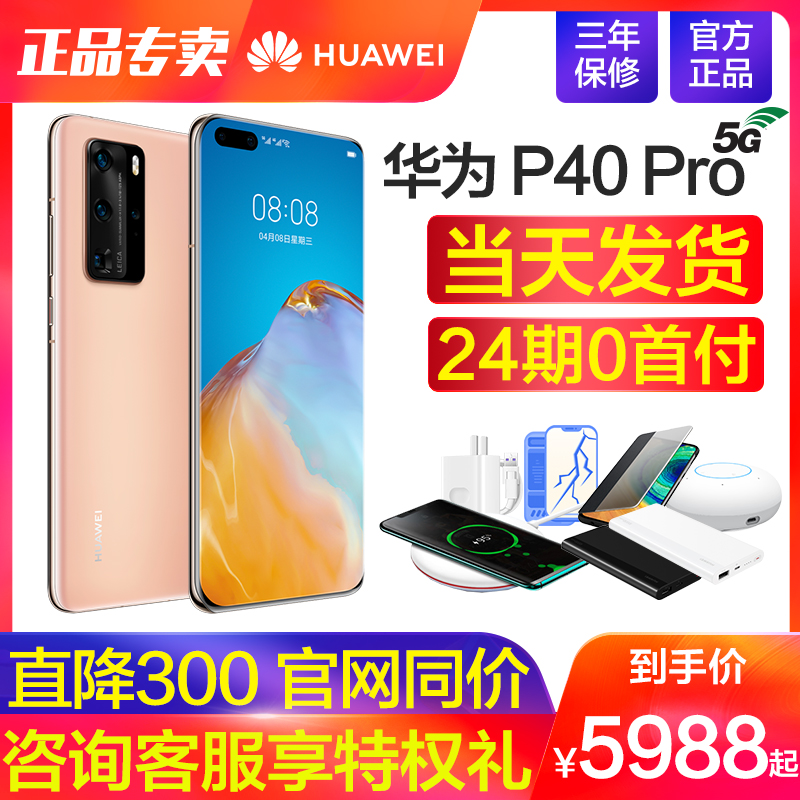 正品专卖 HUAWEI
三年
保修
官方
正品
5G
华为 P40 Pro
08:08
04月08日星期三
LEICA
HUAWEI
当天发货
24期0首付
直降300 官网同价
咨询客服享特权礼
到手价
¥5988起